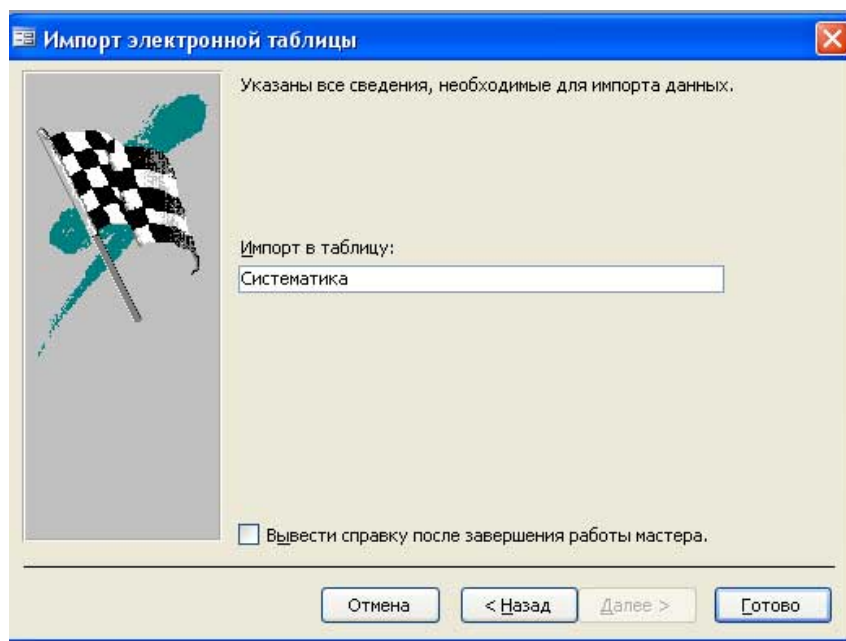 Импорт электронной таблицы
Указаны все сведения, необходимые для импорта данных.
Импорт в таблицу:
Систематика
Вывести справку после завершения работы мастера.
Отмена
< Назад
Далее >
Готово